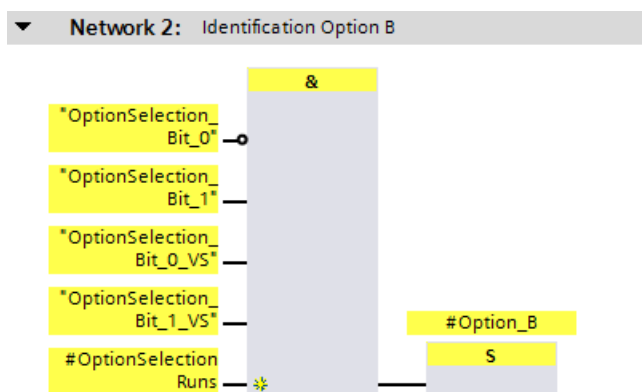 Network 2: Identification Option B
&
"OptionSelection_
Bit_0"
"OptionSelection_
Bit_1"
"OptionSelection_
Bit_0_VS"
"OptionSelection_
Bit_1_VS"
#Option_B
#OptionSelection
Runs
S